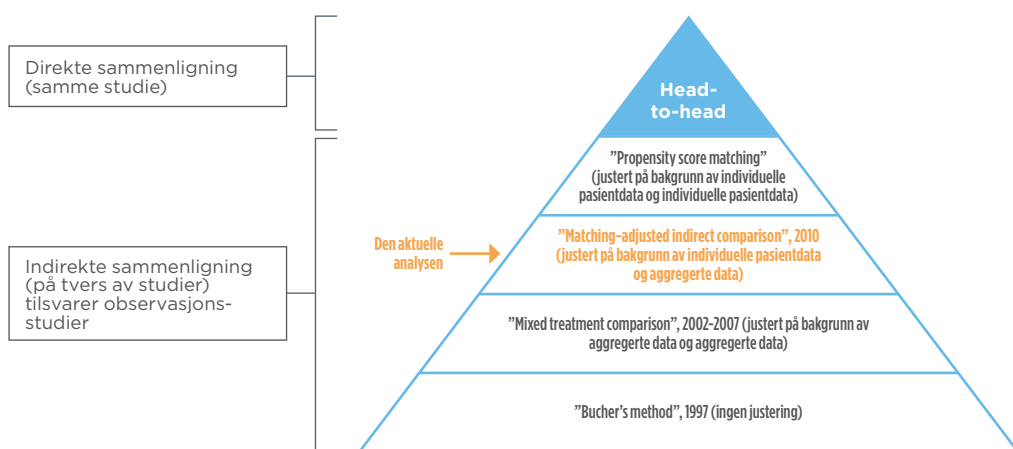 Direkte sammenligning
(samme studie)
Head-
to-head
”Propensity score matching”
(justert på bakgrunn av individuelle
pasientdata og individuelle pasientdata)
Den aktuelle
analysen
”Matching-adjusted indirect comparison”, 2010
(justert på bakgrunn av individuelle pasientdata
og aggregerte data)
Indirekte sammenligning
(på tvers av studier)
tilsvarer observasjons-
studier
”Mixed treatment comparison”, 2002-2007 (justert på bakgrunn av
aggregerte data og aggregerte data)
”Bucher’s method”, 1997 (ingen justering)